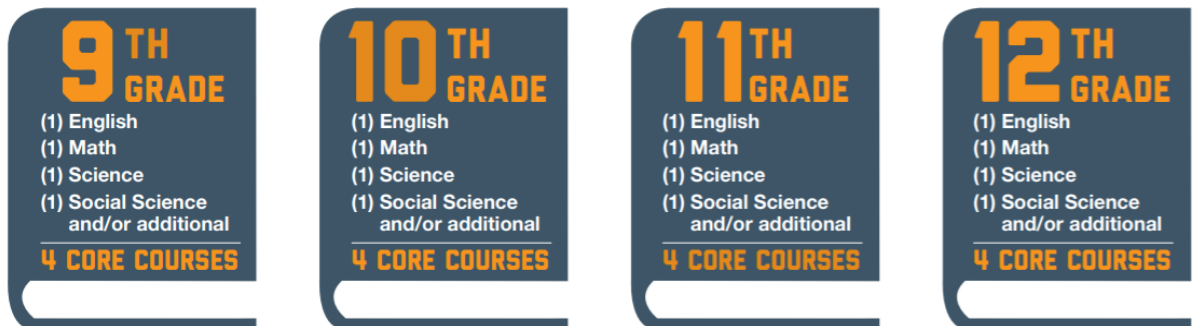 9TH GRADE
(1) English
(1) Math
(1) Science
(1) Social Science
and/or additional
4 CORE COURSES
10TH GRADE
(1) English
(1) Math
(1) Science
(1) Social Science
and/or additional
4 CORE COURSES
11TH GRADE
(1) English
(1) Math
(1) Science
(1) Social Science
and/or additional
4 CORE COURSES
12TH GRADE
(1) English
(1) Math
(1) Science
(1) Social Science
and/or additional
4 CORE COURSES